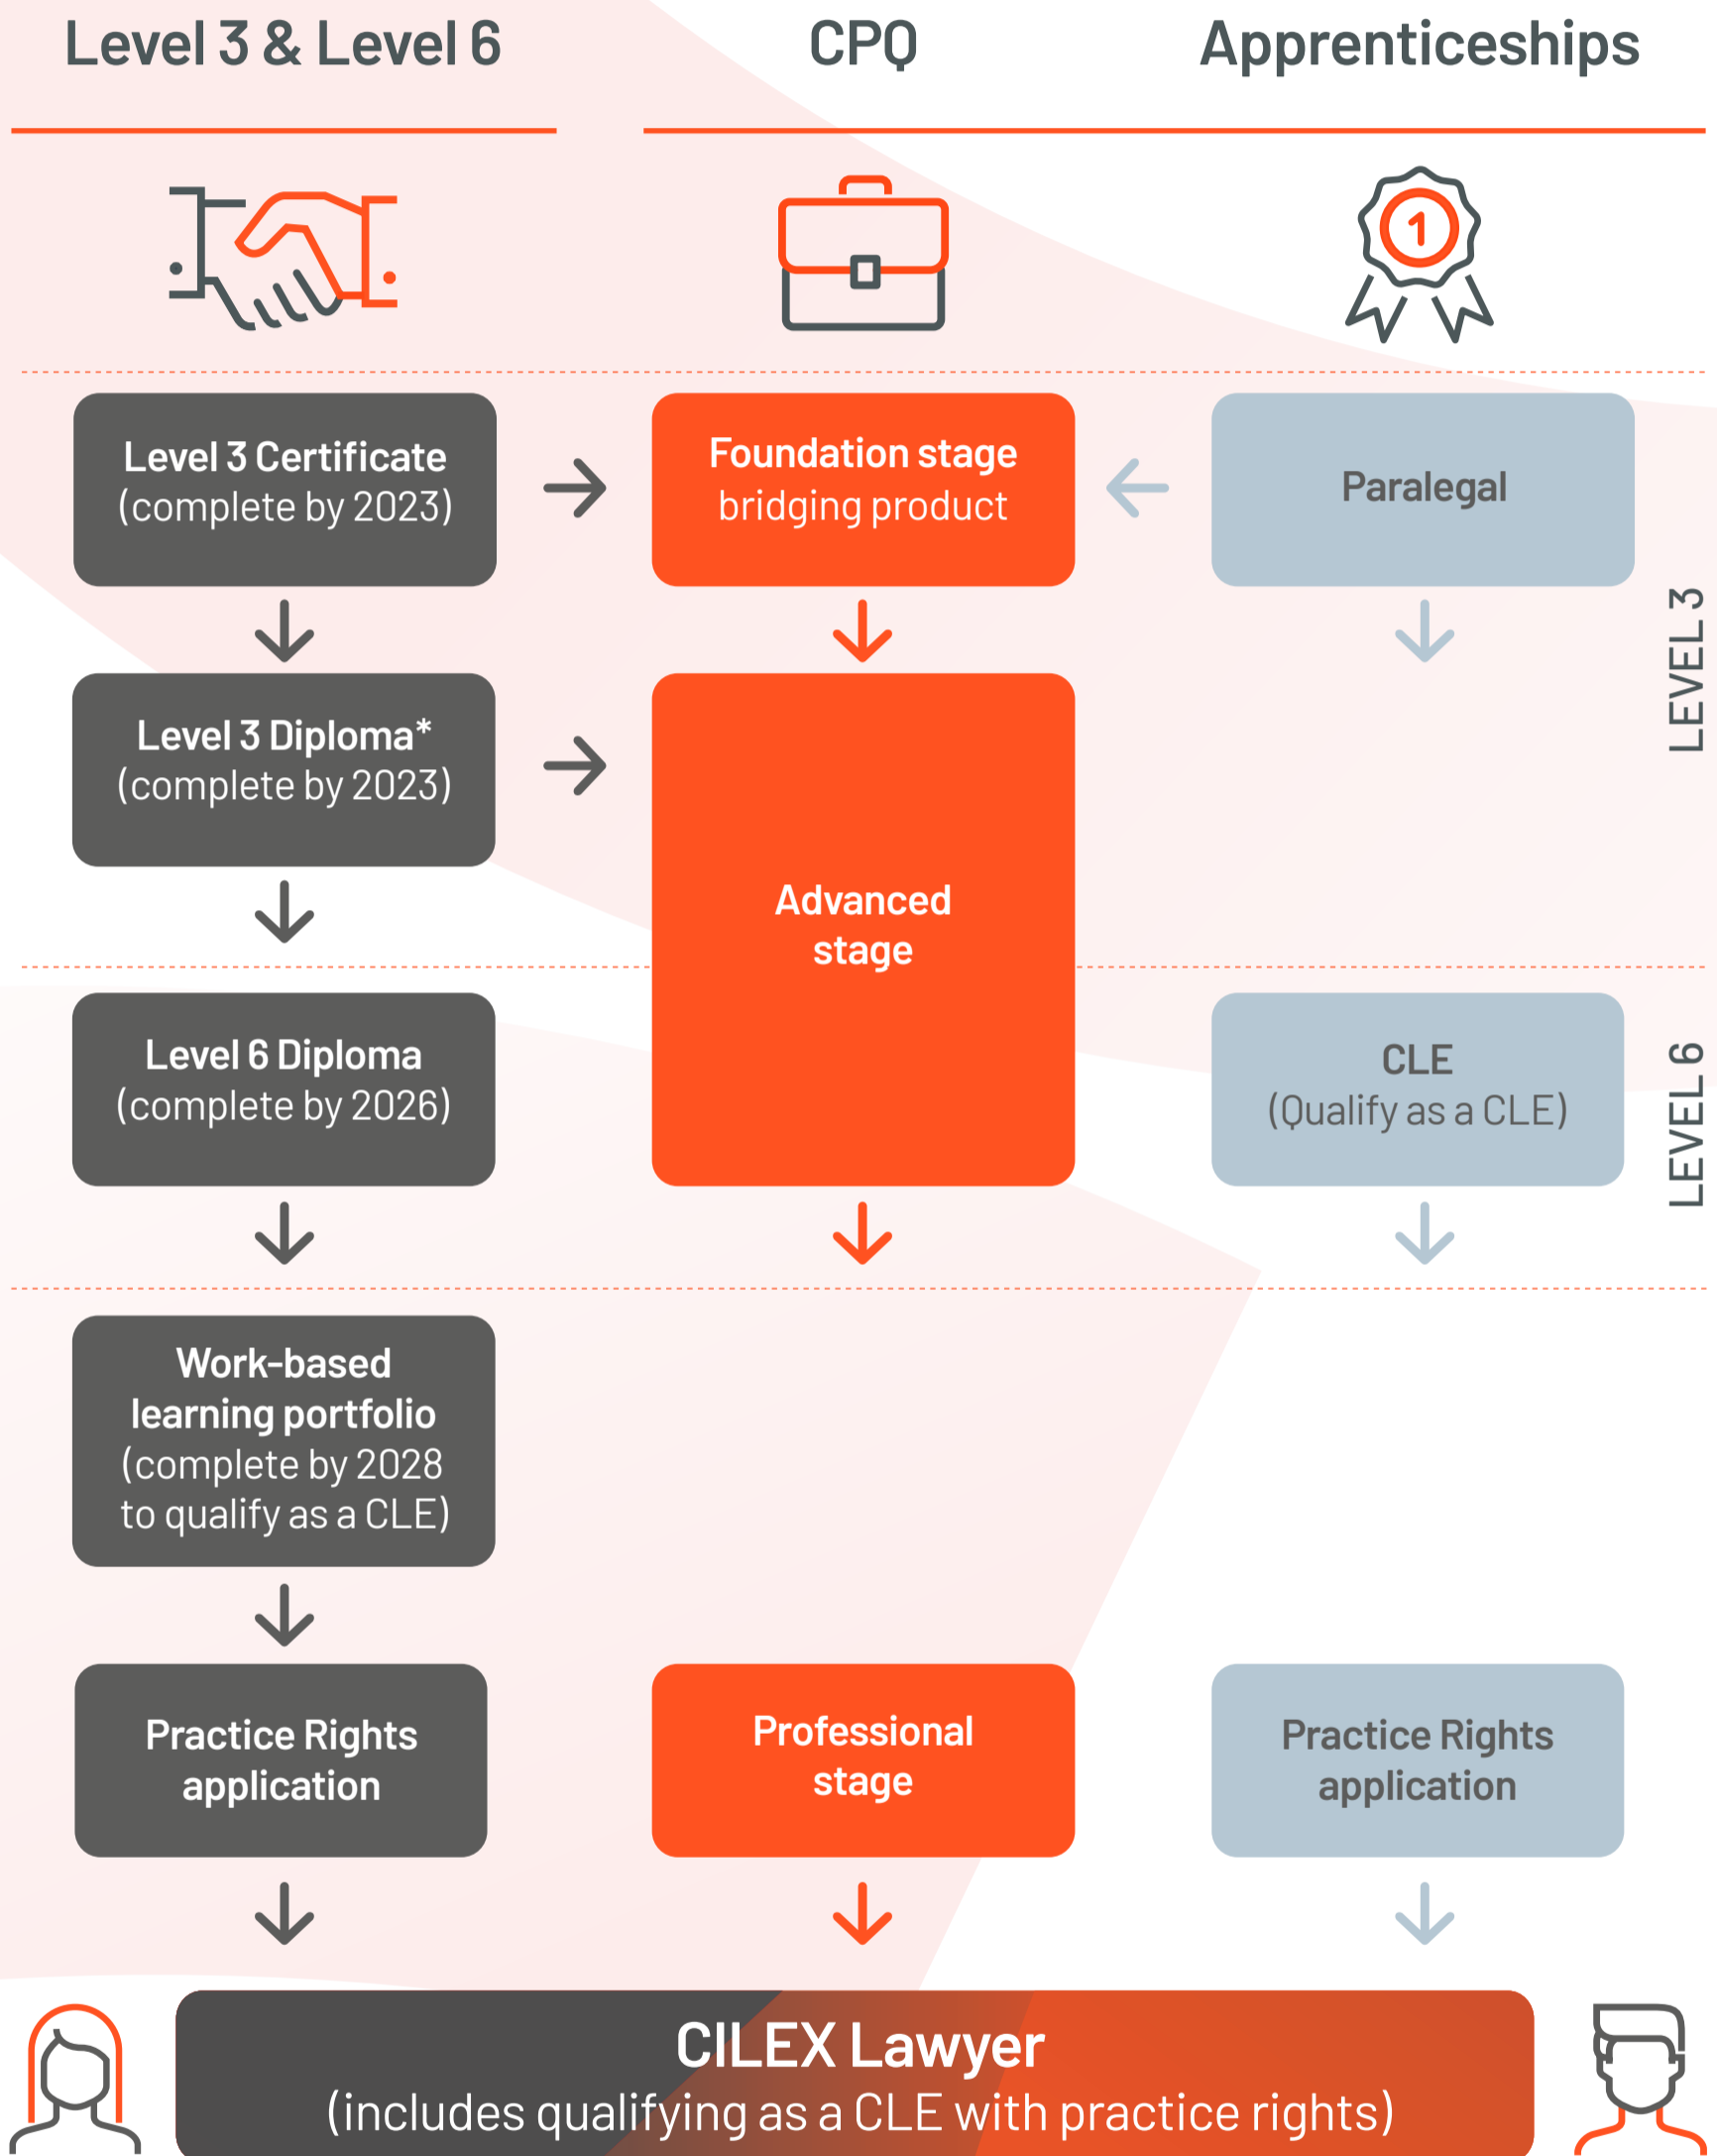 Level 3 & Level 6
CPQ
Apprenticeships
1
Level 3 Certificate
(complete by 2023)
Foundation stage
bridging product
Paralegal
LEVEL 3
Level 3 Diploma*
(complete by 2023)
Advanced
stage
Level 6 Diploma
(complete by 2026)
CLE
(Qualify as a CLE)
LEVEL 6
Work-based
learning portfolio
(complete by 2028
to qualify as a CLE)
Practice Rights
application
Professional
stage
Practice Rights
application
CILEX Lawyer
(includes qualifying as a CLE with practice rights)